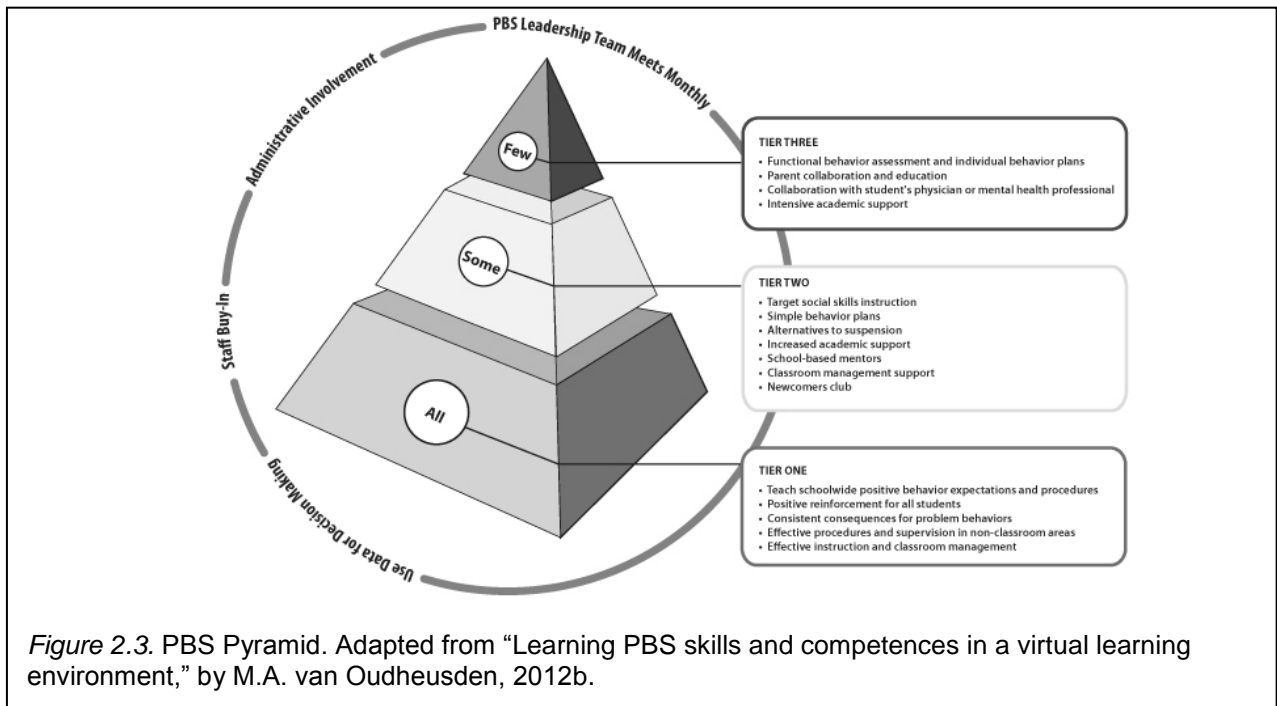 PBS Leadership Team Meets Monthly
Administrative Involvement
Staff Buy-In
Use Data for Decision Making
Few
Some
All
TIER THREE
• Functional behavior assessment and individual behavior plans
• Parent collaboration and education
• Collaboration with student's physician or mental health professional
• Intensive academic support
TIER TWO
• Target social skills instruction
• Simple behavior plans
• Alternatives to suspension
• Increased academic support
• School-based mentors
• Classroom management support
• Newcomers club
TIER ONE
• Teach schoolwide positive behavior expectations and procedures
• Positive reinforcement for all students
• Consistent consequences for problem behaviors
• Effective procedures and supervision in non-classroom areas
• Effective instruction and classroom management
Figure 2.3. PBS Pyramid. Adapted from “Learning PBS skills and competences in a virtual learning
environment,” by M.A. van Oudheusden, 2012b.